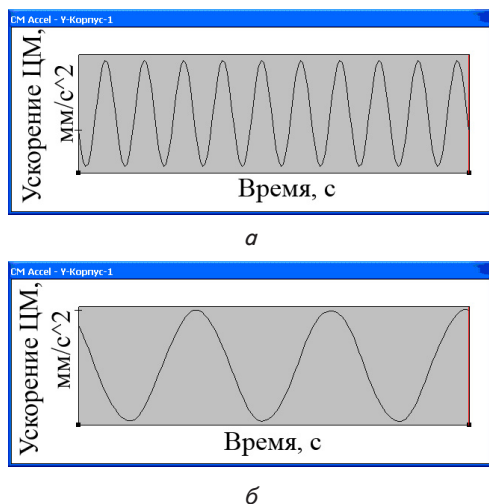 CM Accel - Y-Корпус-1
Ускорение ЦМ,
мм/с^2
Время, с
а
CM Accel - Y-Корпус-1
Ускорение ЦМ,
мм/с^2
Время, с
б